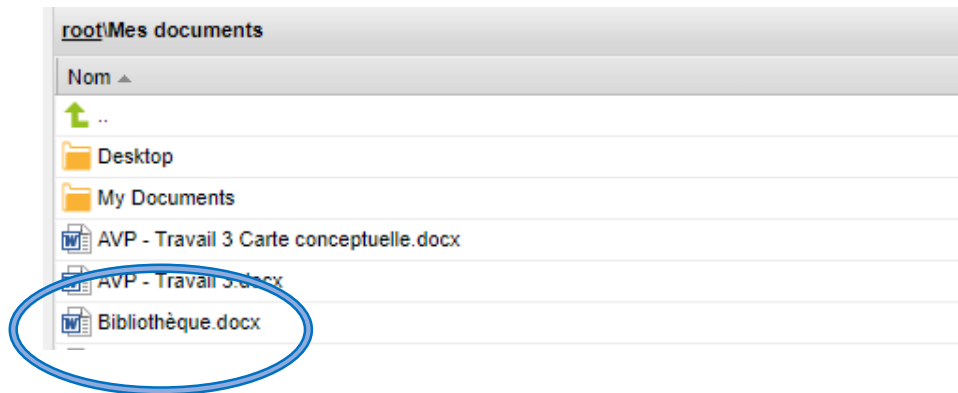 root\Mes documents
Nom
..
Desktop
My Documents
AVP - Travail 3 Carte conceptuelle.docx
AVP - Travail 3.docx
Bibliothèque.docx